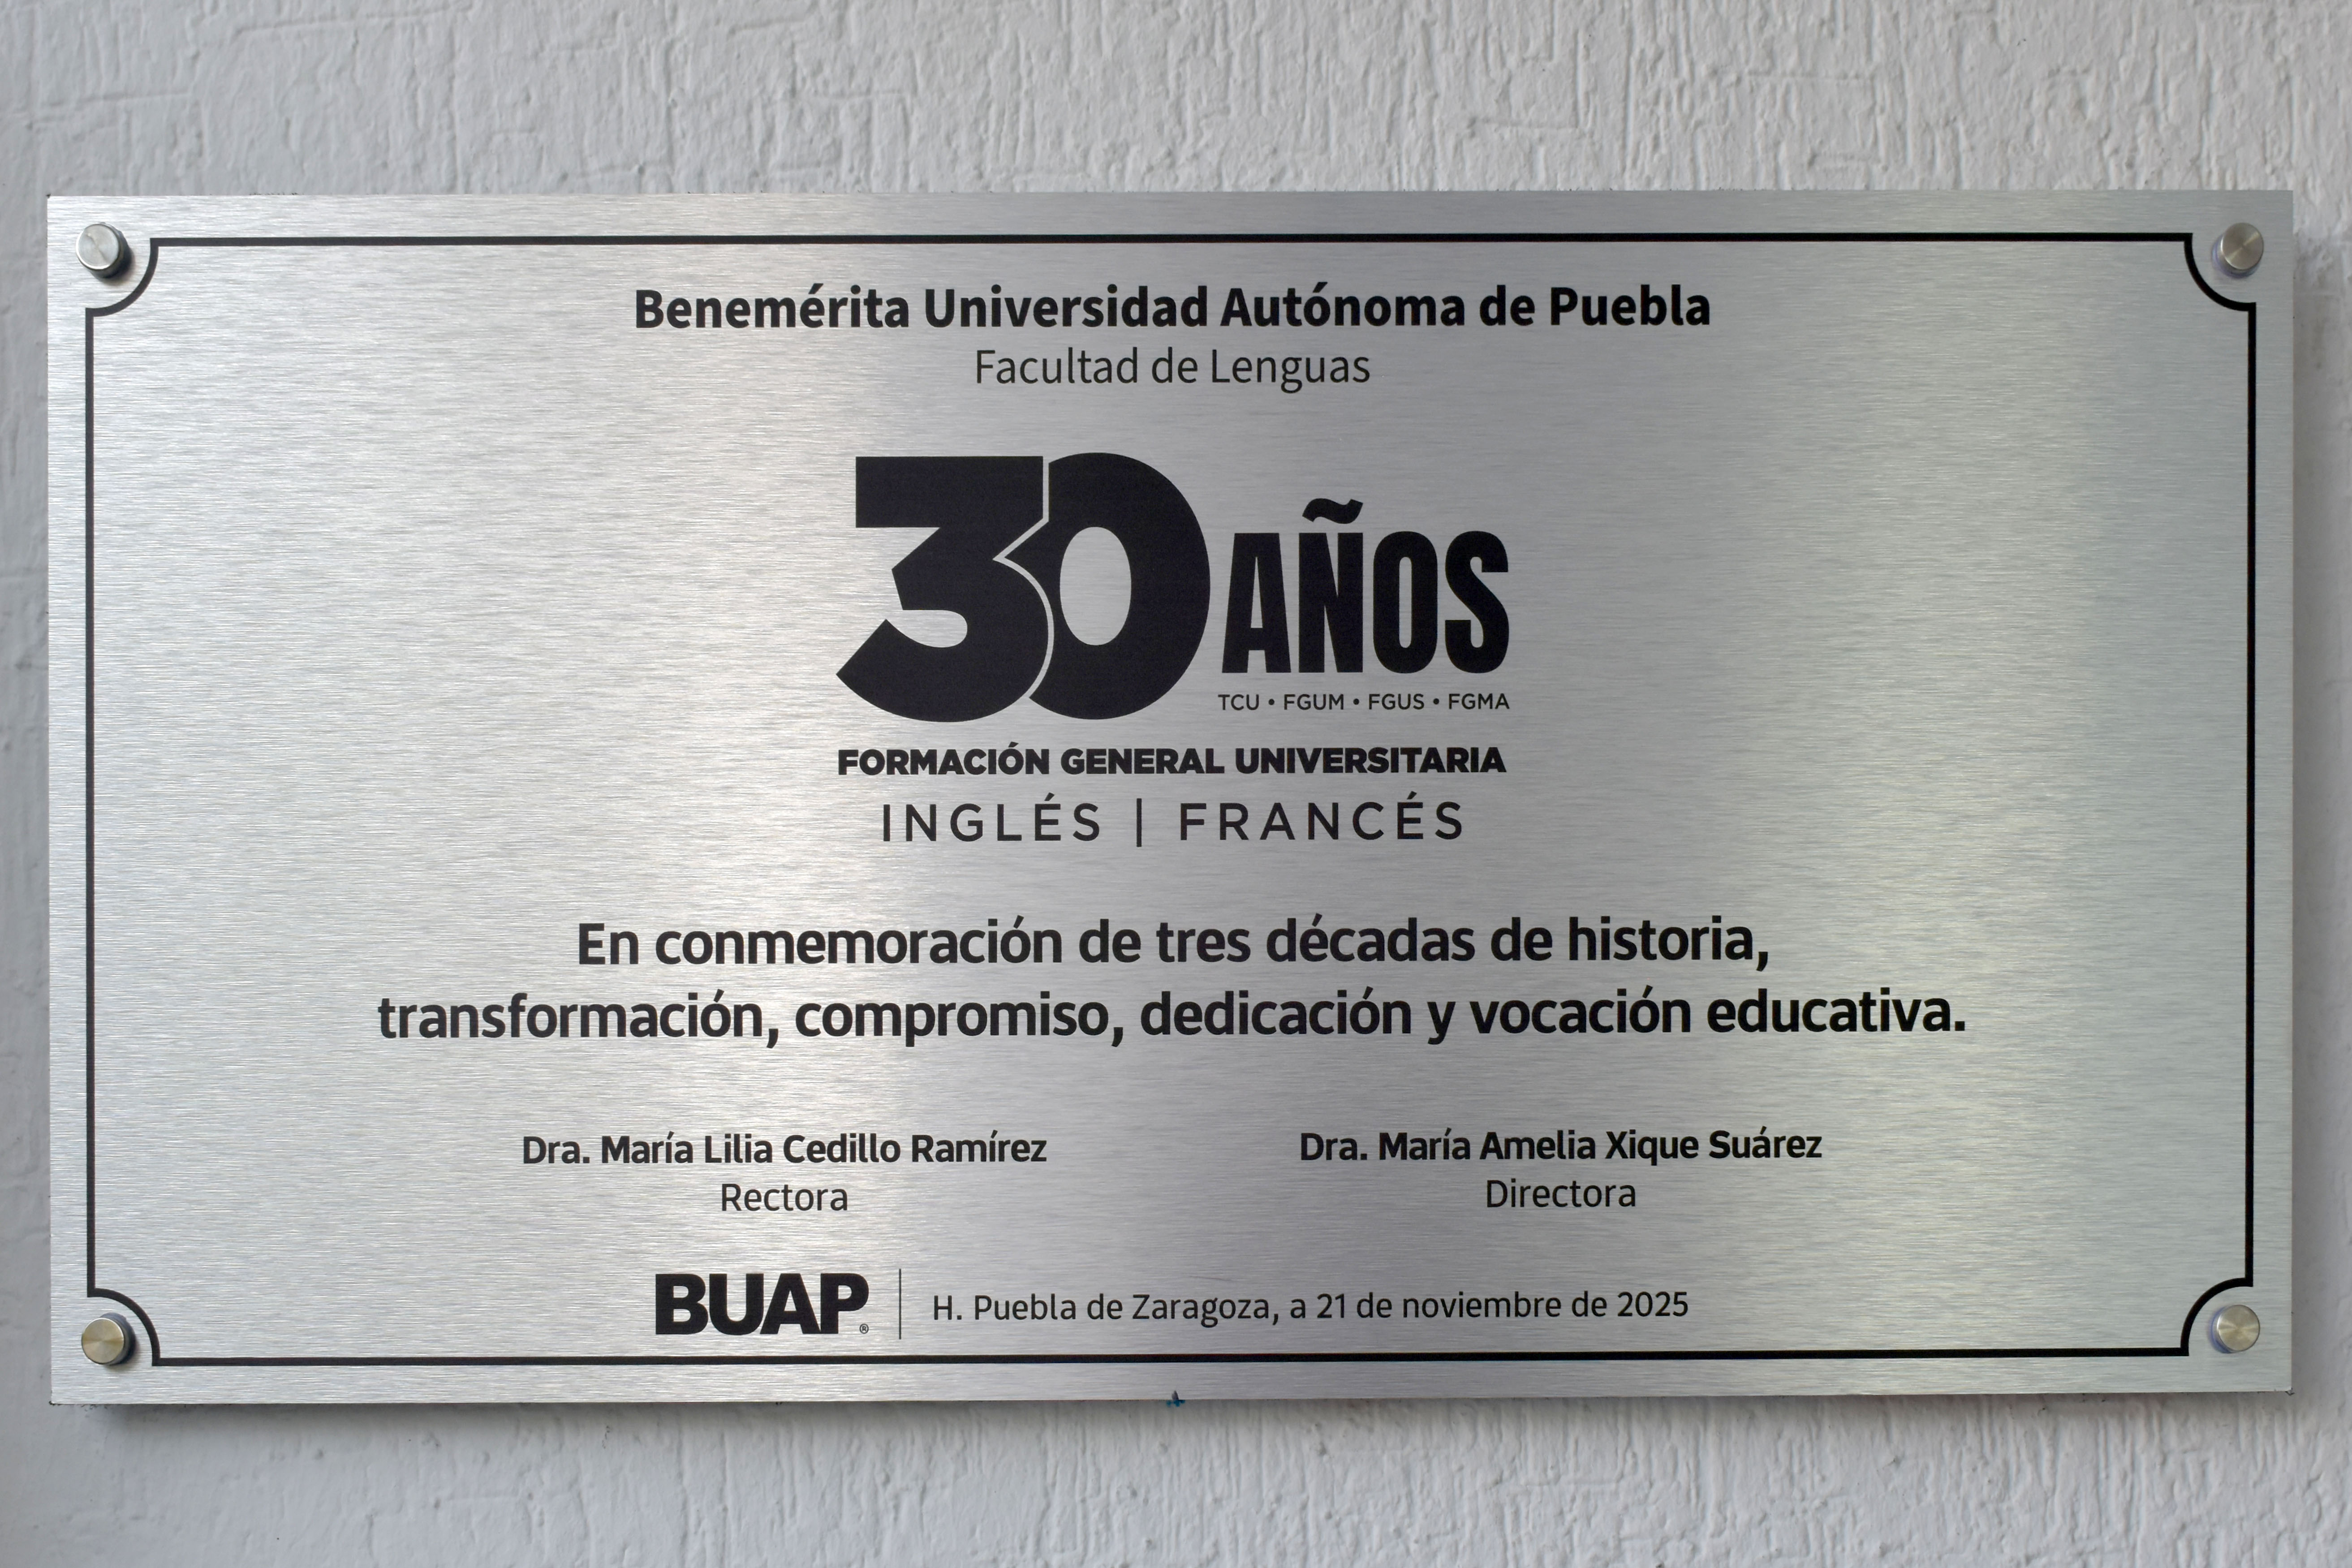 Benemérita Universidad Autónoma de Puebla
Facultad de Lenguas
30 AÑOS
TCU • FGUM • FGUS • FGMA
FORMACIÓN GENERAL UNIVERSITARIA
INGLÉS | FRANCÉS
En conmemoración de tres décadas de historia,
transformación, compromiso, dedicación y vocación educativa.
Dra. María Lilia Cedillo Ramírez
Rectora
Dra. María Amelia Xique Suárez
Directora
BUAP® | H. Puebla de Zaragoza, a 21 de noviembre de 2025